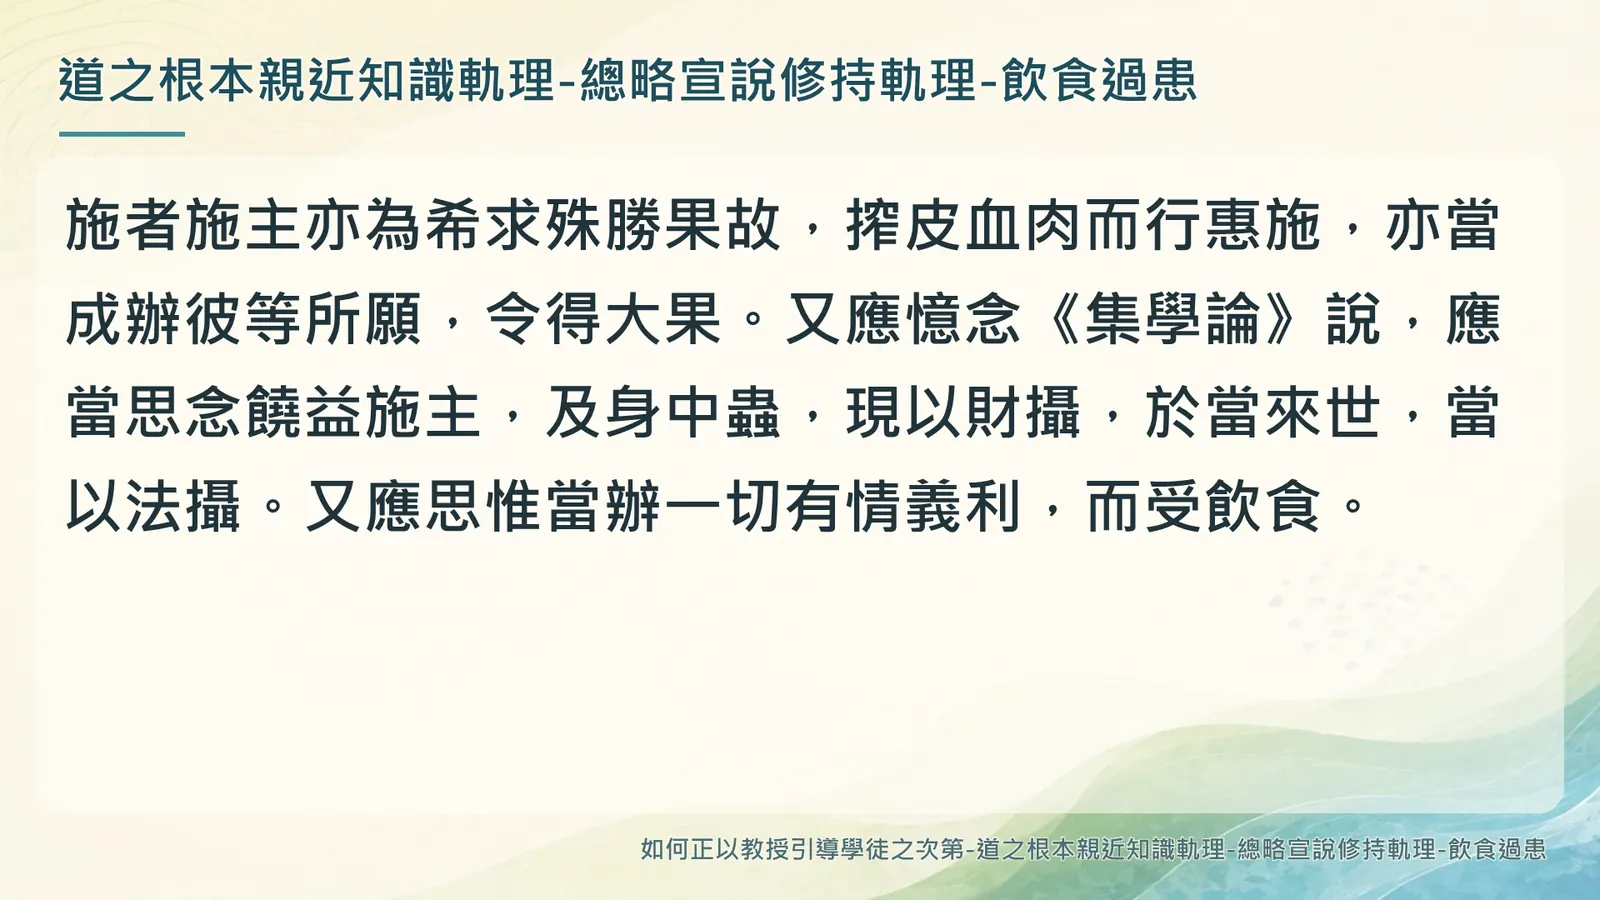 道之根本親近知識軌理-總略宣說修持軌理-飲食過患
施者施主亦為希求殊勝果故，搾皮血肉而行惠施，亦當
成辦彼等所願，令得大果。又應憶念《集學論》說，應
當思念饒益施主，及身中蟲，現以財攝，於當來世，當
以法攝。又應思惟當辦一切有情義利，而受飲食。
如何正以教授引導學徒之次第-道之根本親近知識軌理-總略宣說修持軌理-飲食過患